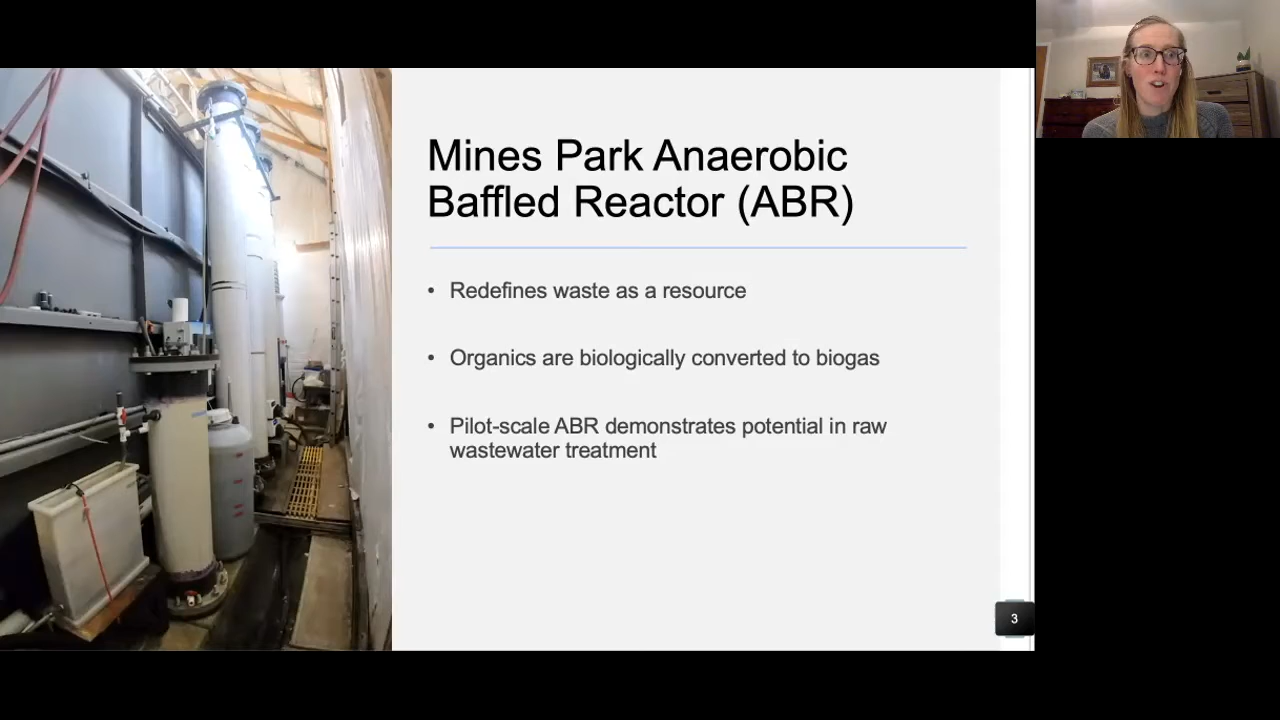 Mines Park Anaerobic
Baffled Reactor (ABR)
• Redefines waste as a resource
• Organics are biologically converted to biogas
• Pilot-scale ABR demonstrates potential in raw
wastewater treatment
3